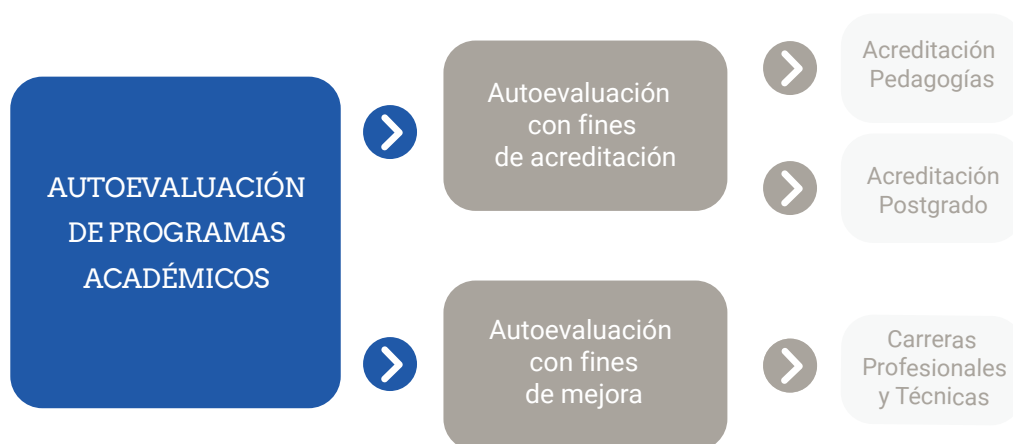 AUTOEVALUACIÓN
DE PROGRAMAS
ACADÉMICOS
Autoevaluación
con fines
de acreditación
Acreditación
Pedagogías
Acreditación
Postgrado
Autoevaluación
con fines
de mejora
Carreras
Profesionales
y Técnicas